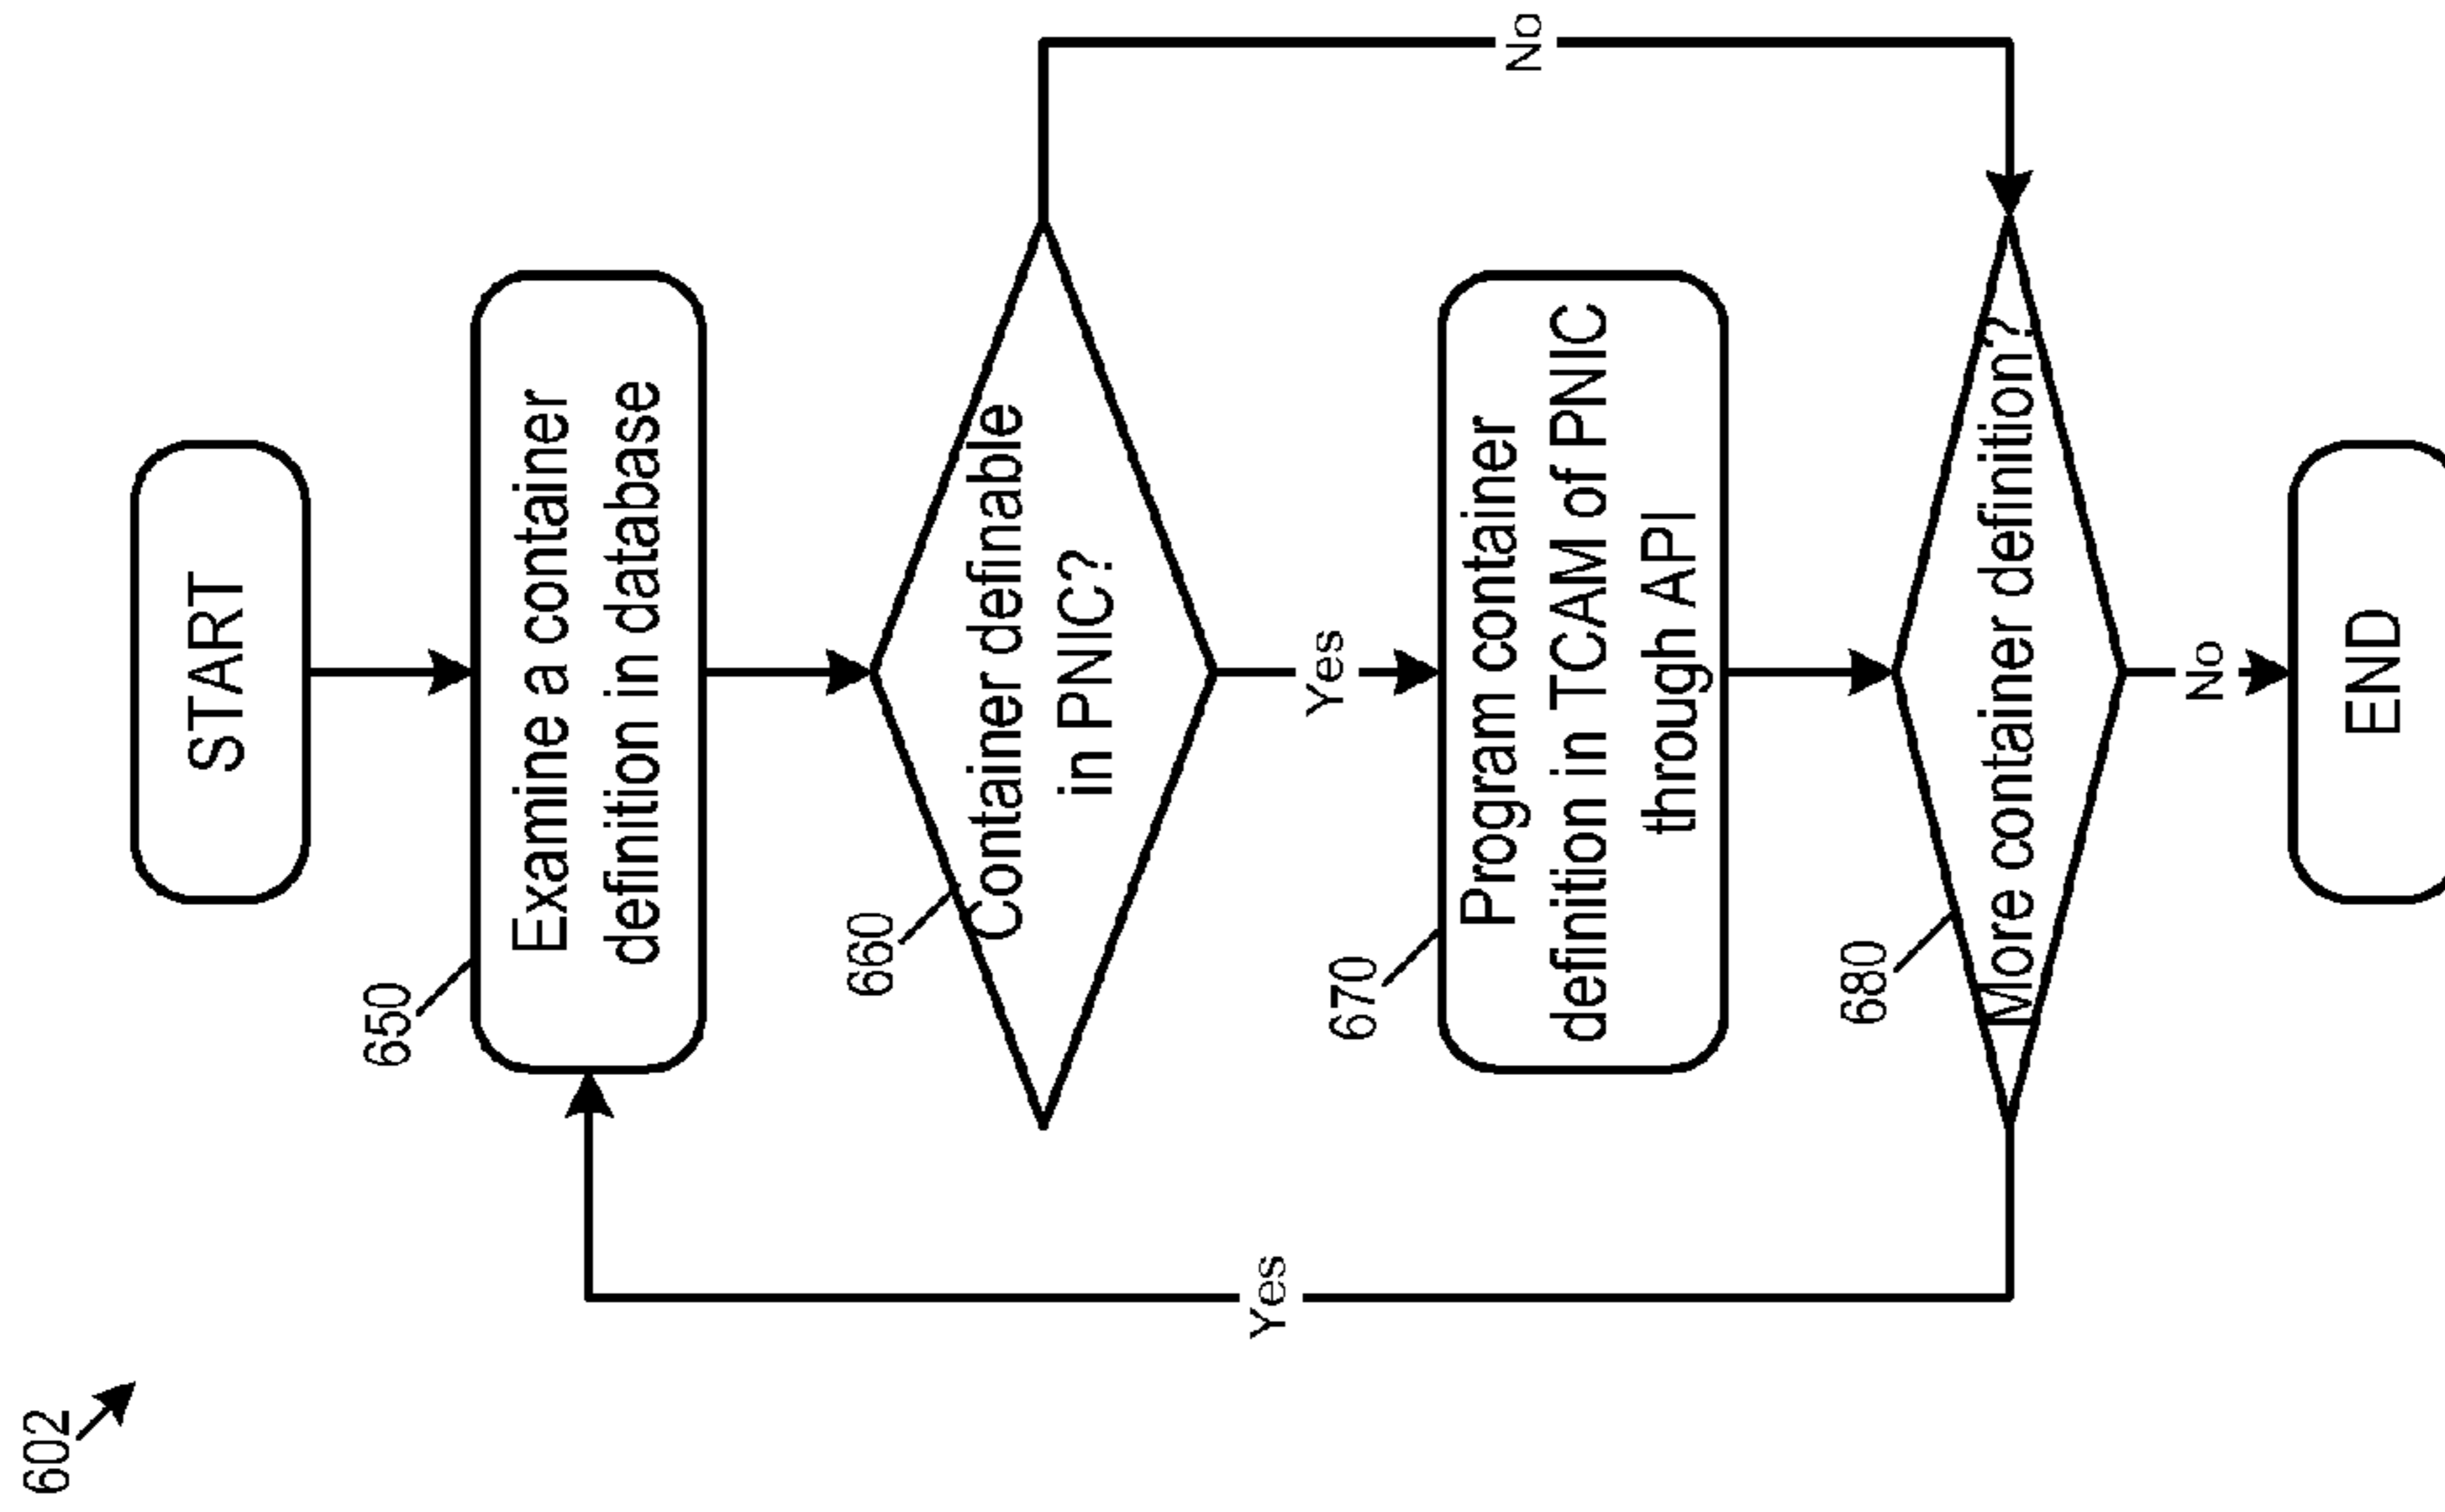 602
START
650
Examine a container
definition in database
660
Container definable
in PNIC?
No
Yes
670
Program container
definition in TCAM of PNIC
through API
680
More container definition?
Yes
No
END